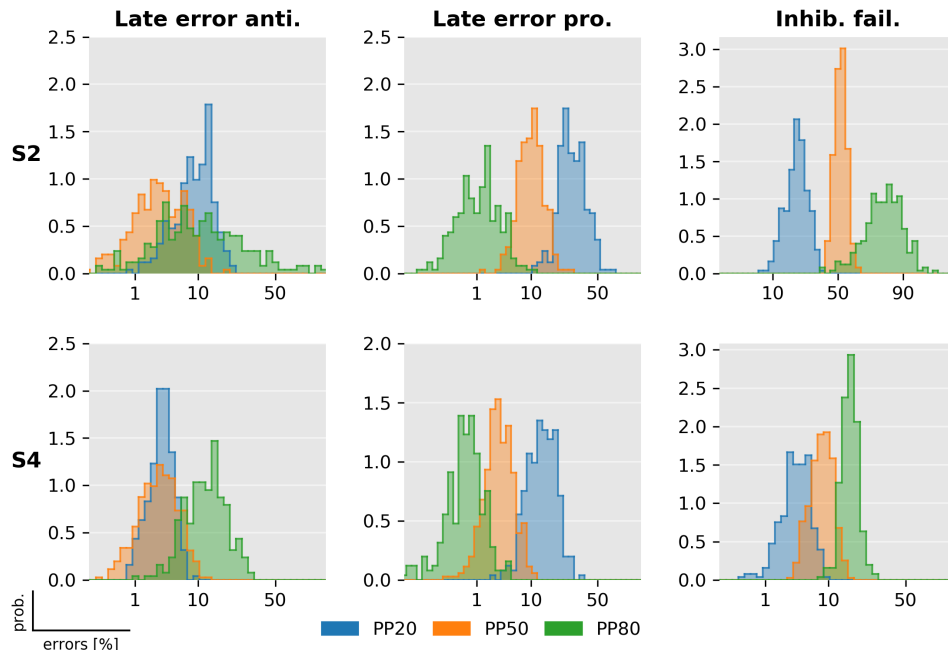 Late error anti. Late error pro. Inhib. fail.
2.5 2.5
3.0
2.0 2.0
2.5
1.5 1.5 2.0
S2
1.0 1.0 1.5
1.0
0.5 0.5
0.5
0.0 0.0 0.0
1 10 50 1 10 50 10 50 90
2.5 2.0 3.0
2.0 2.5
1.5
1.5 2.0
S4
1.0 1.5
1.0
1.0
0.5 0.5
0.5
0.0 0.0 0.0
1 10 50 1 10 50 1 10 50
prob.
errors [%]
PP20 PP50 PP80